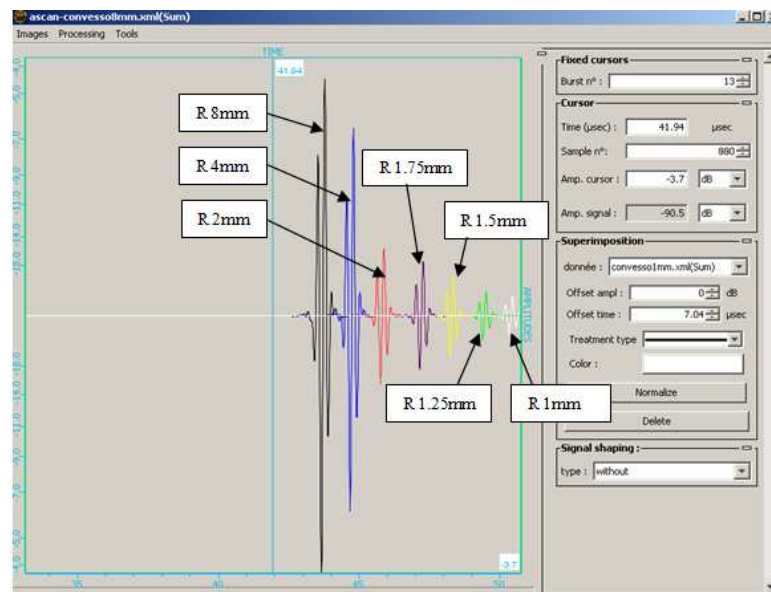 ascan-convesso8mm.xml(Sum)
Images Processing Tools
TIME
41.94
R 8mm
R 4mm
R 2mm
R 1.75mm
R 1.5mm
R 1.25mm
R 1mm
AMPLITUDES
-3.7
35 40 45 50
Fixed cursors
Burst n° : 13
Cursor
Time (µsec) : 41.94 µsec
Sample n°: 880
Amp. cursor : -3.7 dB
Amp. signal : -90.5 dB
Superimposition
donnée : convesso1mm.xml(Sum)
Offset ampl : 0 dB
Offset time : 7.04 µsec
Treatment type
Color :
Normalize
Delete
Signal shaping :
type : without